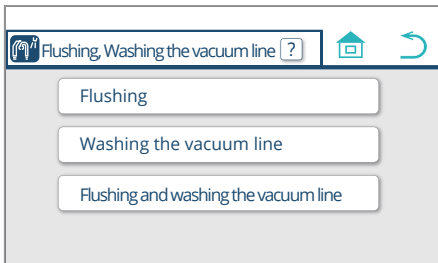 Flushing, Washing the vacuum line ?
Flushing
Washing the vacuum line
Flushing and washing the vacuum line